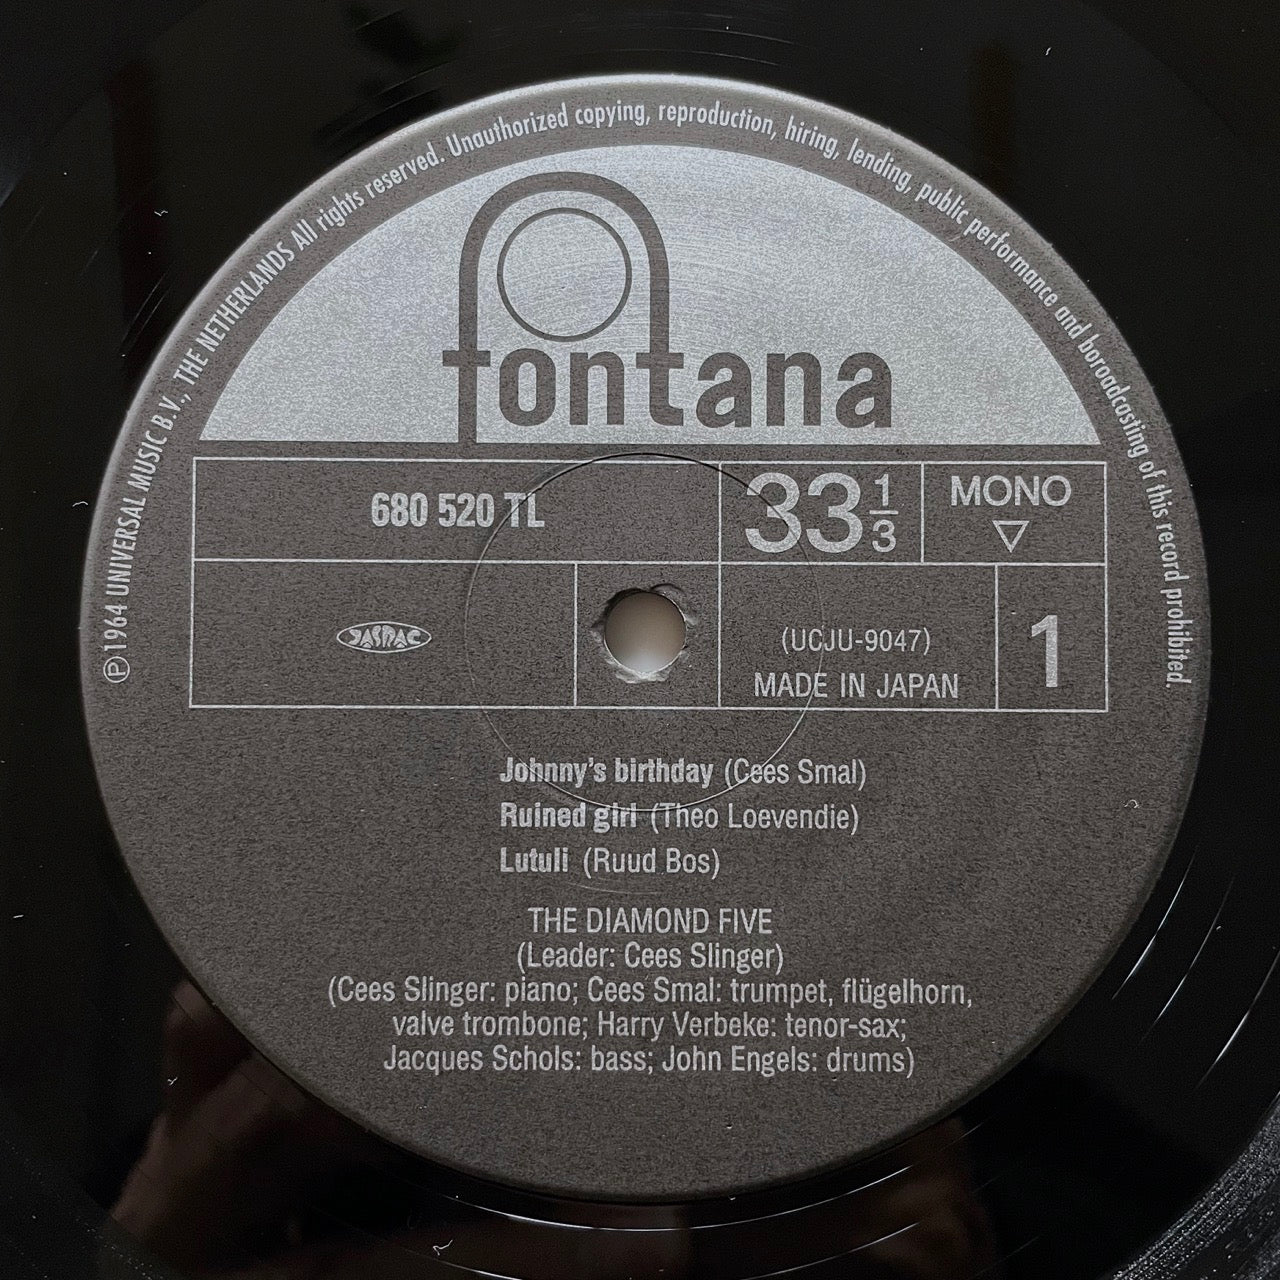 ℗1964 UNIVERSAL MUSIC B.V., THE NETHERLANDS All rights reserved. Unauthorized copying, reproduction, hiring, lending, public performance and boroadcasting of this record prohibited.
fontana
680 520 TL
33 1/3
MONO
JASRAC
(UCJU-9047)
MADE IN JAPAN
1
Johnny's birthday (Cees Smal)
Ruined girl (Theo Loevendie)
Lutuli (Ruud Bos)
THE DIAMOND FIVE
(Leader: Cees Slinger)
(Cees Slinger: piano; Cees Smal: trumpet, flügelhorn,
valve trombone; Harry Verbeke: tenor-sax;
Jacques Schols: bass; John Engels: drums)